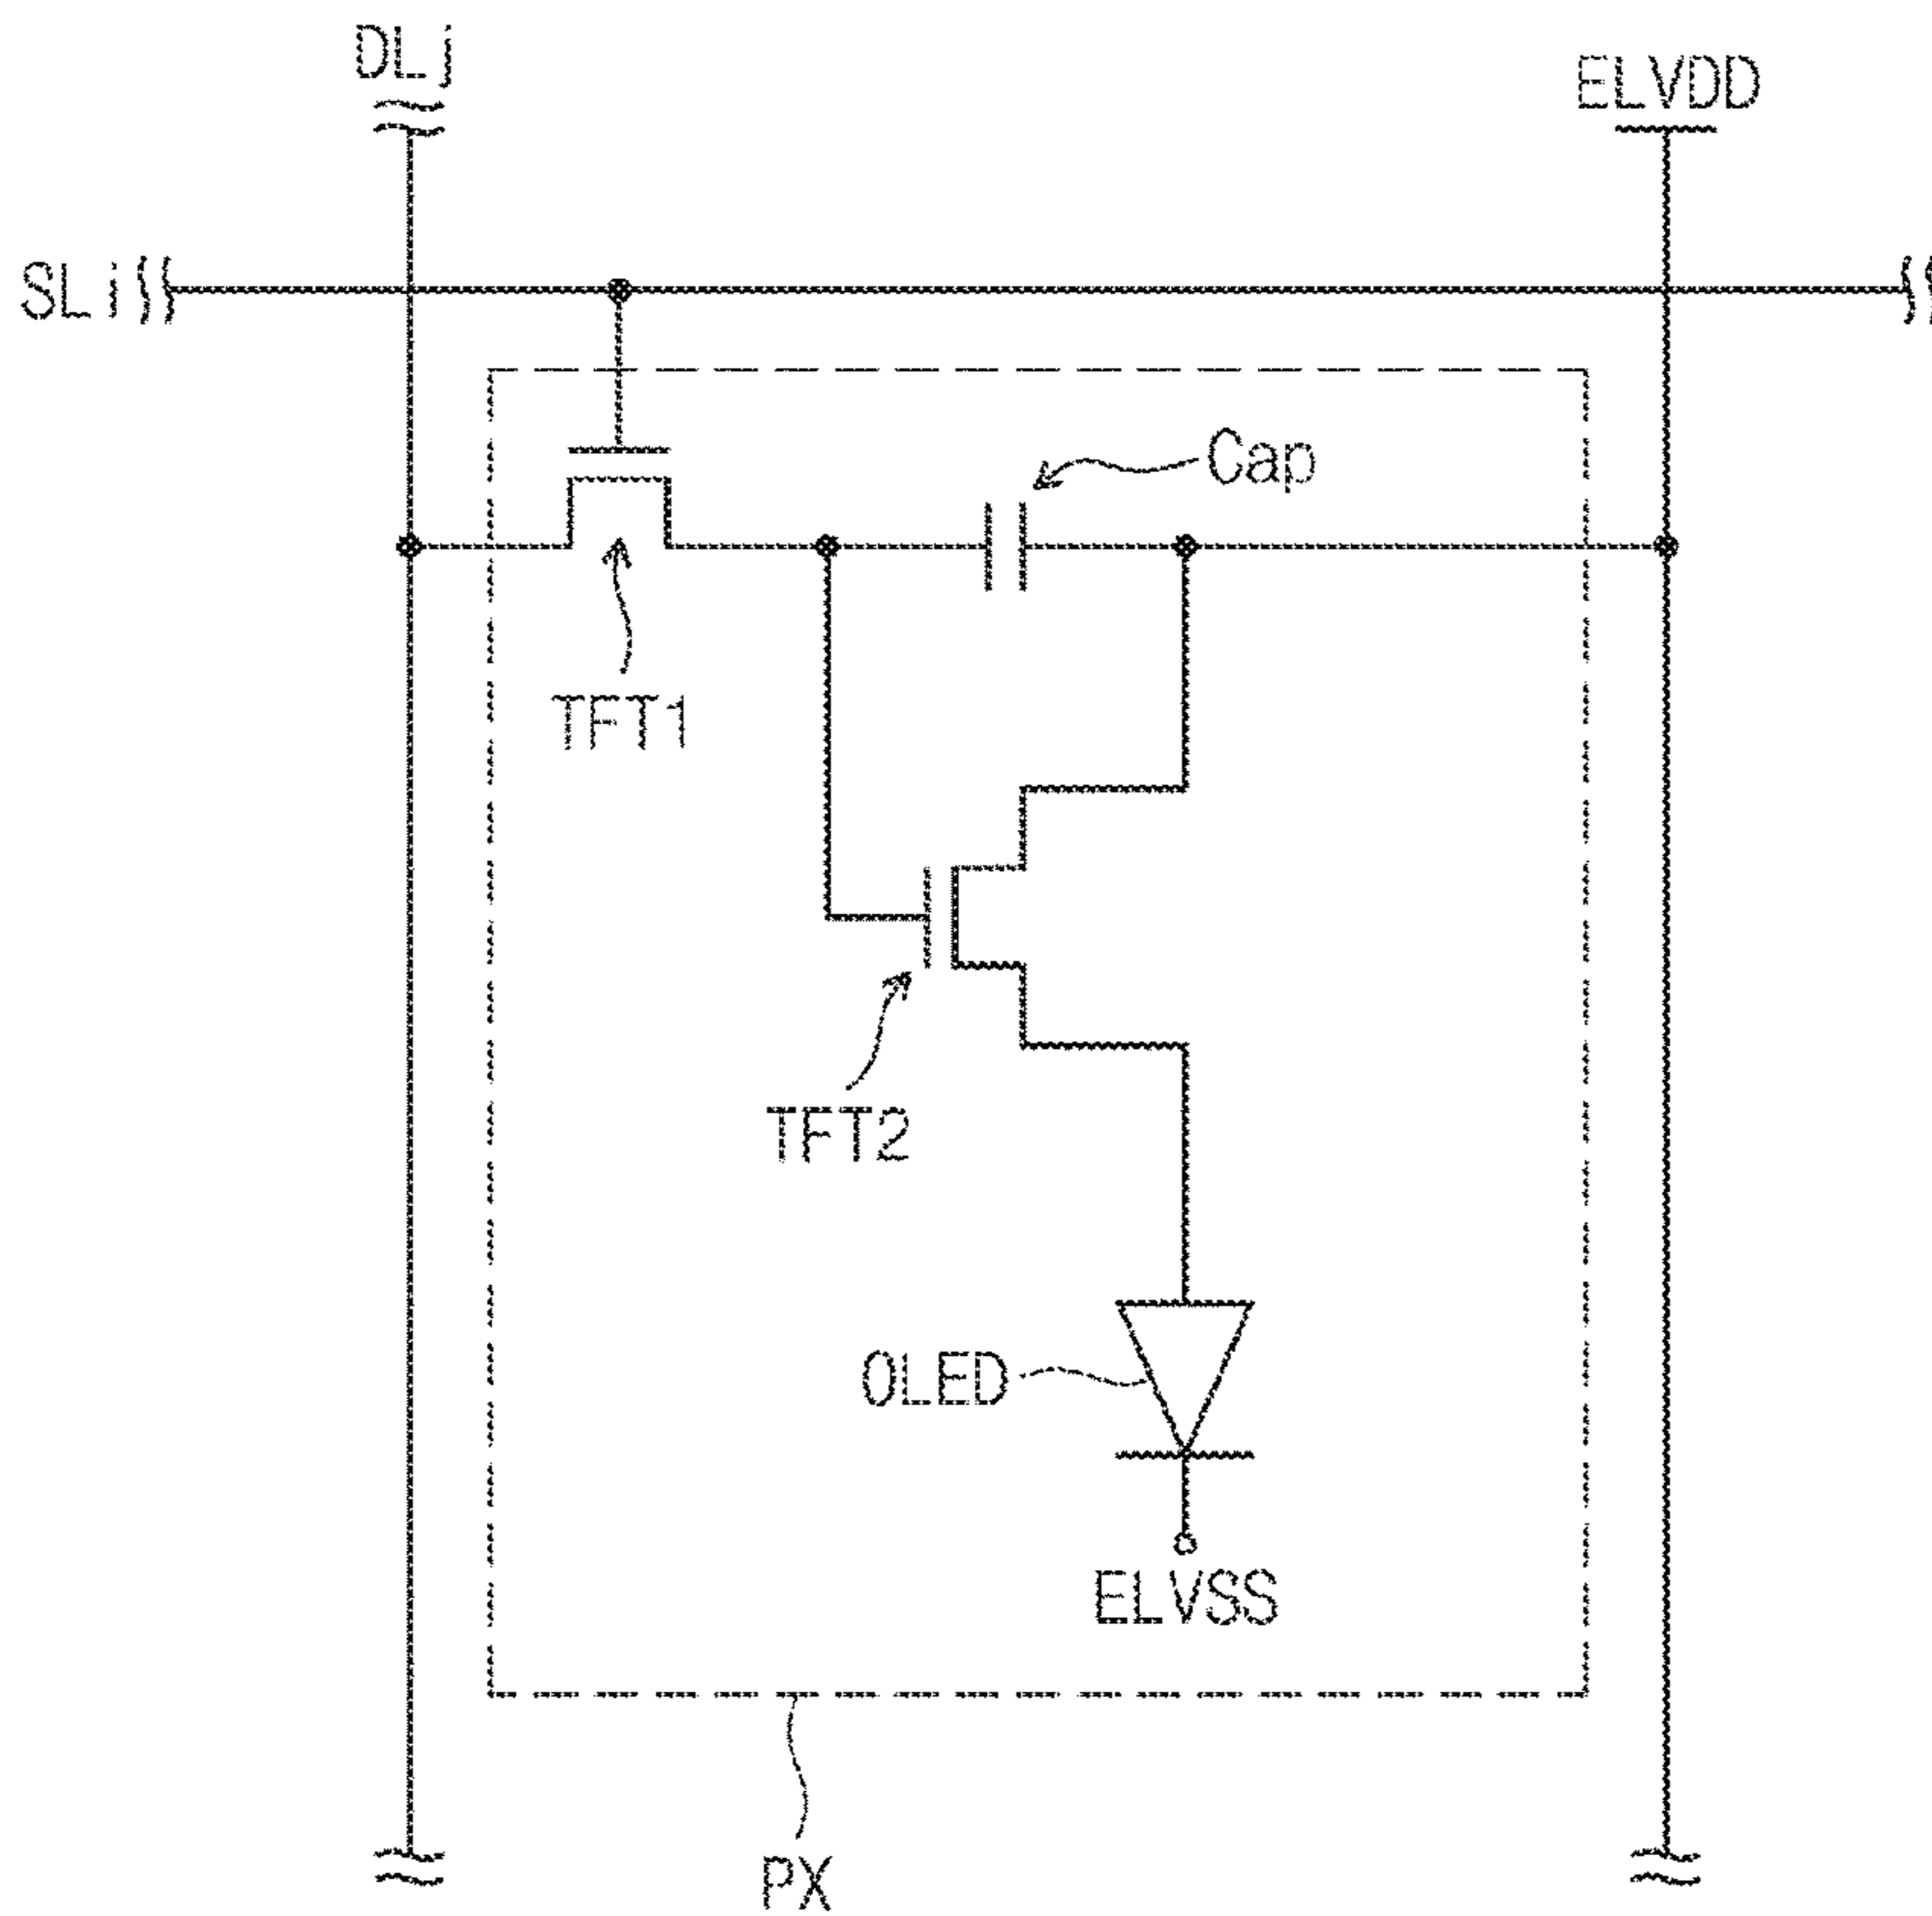 DLj
ELVDD
SLi
Cap
TFT1
TFT2
OLED
ELVSS
PX